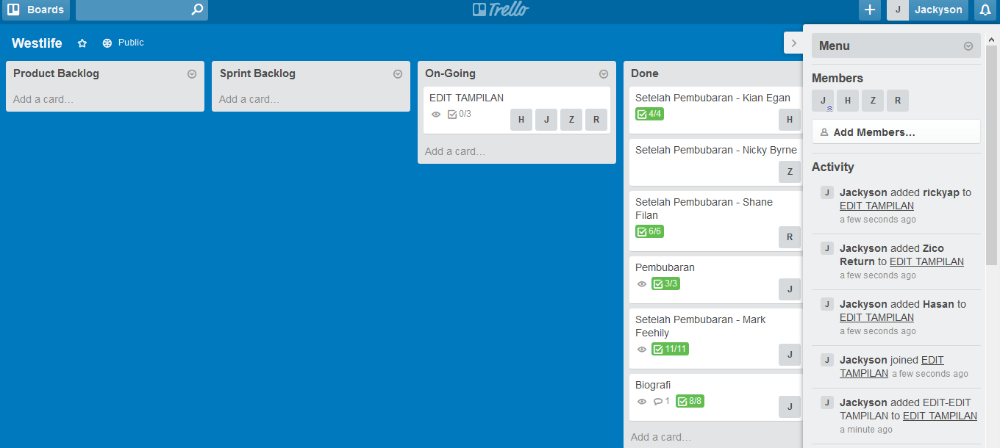 Boards
Trello
J
Jackyson
Westlife
Public
Product Backlog
Add a card…
Sprint Backlog
Add a card…
On-Going
EDIT TAMPILAN
0/3
H J Z R
Add a card…
Done
Setelah Pembubaran - Kian Egan
4/4
H
Setelah Pembubaran - Nicky Byrne
Z
Setelah Pembubaran - Shane
Filan
6/6
R
Pembubaran
3/3
J
Setelah Pembubaran - Mark
Feehily
11/11
J
Biografi
1 8/8
J
Add a card…
Menu
Members
J H Z R
Add Members…
Activity
J Jackyson added rickyap to
EDIT TAMPILAN
a few seconds ago
J Jackyson added Zico
Return to EDIT TAMPILAN
a few seconds ago
J Jackyson added Hasan to
EDIT TAMPILAN
a few seconds ago
J Jackyson joined EDIT
TAMPILAN a few seconds ago
J Jackyson added EDIT-EDIT
TAMPILAN to EDIT TAMPILAN
a minute ago